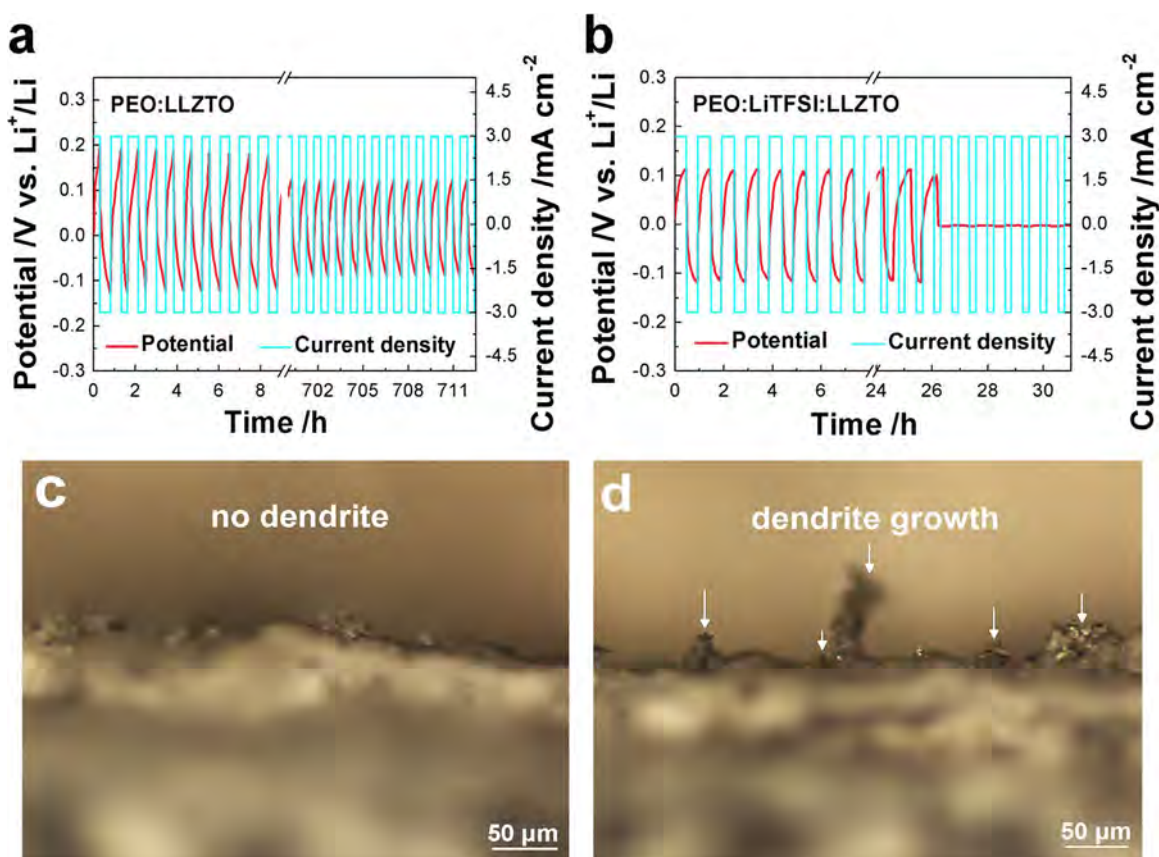 a
PEO:LLZTO
Potential /V vs. Li⁺/Li
0.3
0.2
0.1
0.0
-0.1
-0.2
-0.3
Current density /mA cm⁻²
4.5
3.0
1.5
0.0
-1.5
-3.0
-4.5
Potential
Current density
0 2 4 6 8 702 705 708 711
Time /h
b
PEO:LiTFSI:LLZTO
Potential /V vs. Li⁺/Li
0.3
0.2
0.1
0.0
-0.1
-0.2
-0.3
Current density /mA cm⁻²
4.5
3.0
1.5
0.0
-1.5
-3.0
-4.5
Potential
Current density
0 2 4 6 24 26 28 30
Time /h
c
no dendrite
50 μm
d
dendrite growth
50 μm